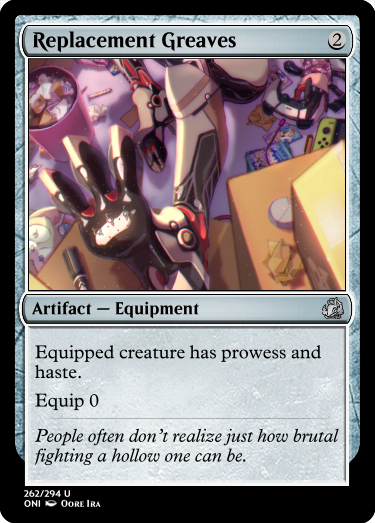 Replacement Greaves 2
Artifact — Equipment
Equipped creature has prowess and
haste.
Equip 0
People often don't realize just how brutal
fighting a hollow one can be.
262/294 U
ONI Oore Ira